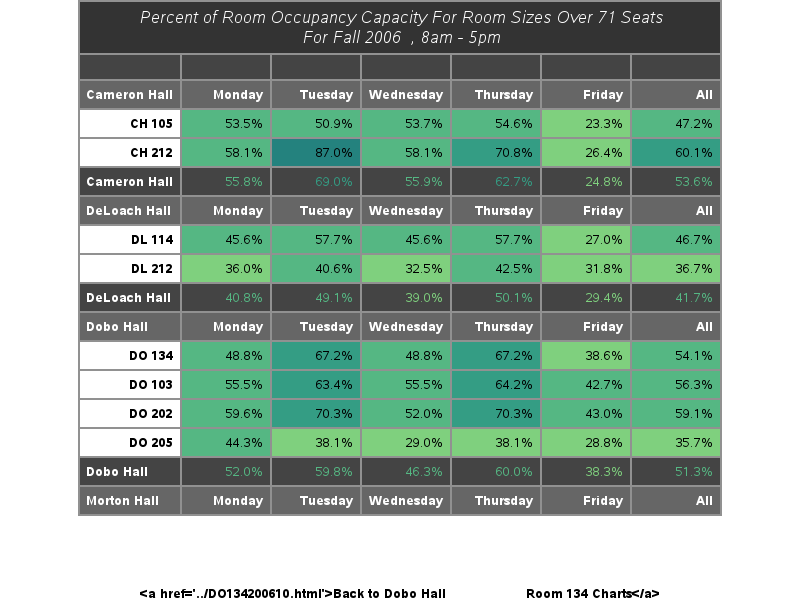 Percent of Room Occupancy Capacity For Room Sizes Over 71 Seats
For Fall 2006 , 8am - 5pm
Cameron Hall Monday Tuesday Wednesday Thursday Friday All
CH 105 53.5% 50.9% 53.7% 54.6% 23.3% 47.2%
CH 212 58.1% 87.0% 58.1% 70.8% 26.4% 60.1%
Cameron Hall 55.8% 69.0% 55.9% 62.7% 24.8% 53.6%
DeLoach Hall Monday Tuesday Wednesday Thursday Friday All
DL 114 45.6% 57.7% 45.6% 57.7% 27.0% 46.7%
DL 212 36.0% 40.6% 32.5% 42.5% 31.8% 36.7%
DeLoach Hall 40.8% 49.1% 39.0% 50.1% 29.4% 41.7%
Dobo Hall Monday Tuesday Wednesday Thursday Friday All
DO 134 48.8% 67.2% 48.8% 67.2% 38.6% 54.1%
DO 103 55.5% 63.4% 55.5% 64.2% 42.7% 56.3%
DO 202 59.6% 70.3% 52.0% 70.3% 43.0% 59.1%
DO 205 44.3% 38.1% 29.0% 38.1% 28.8% 35.7%
Dobo Hall 52.0% 59.8% 46.3% 60.0% 38.3% 51.3%
Morton Hall Monday Tuesday Wednesday Thursday Friday All
<a href='../DO134200610.html'>Back to Dobo Hall Room 134 Charts</a>